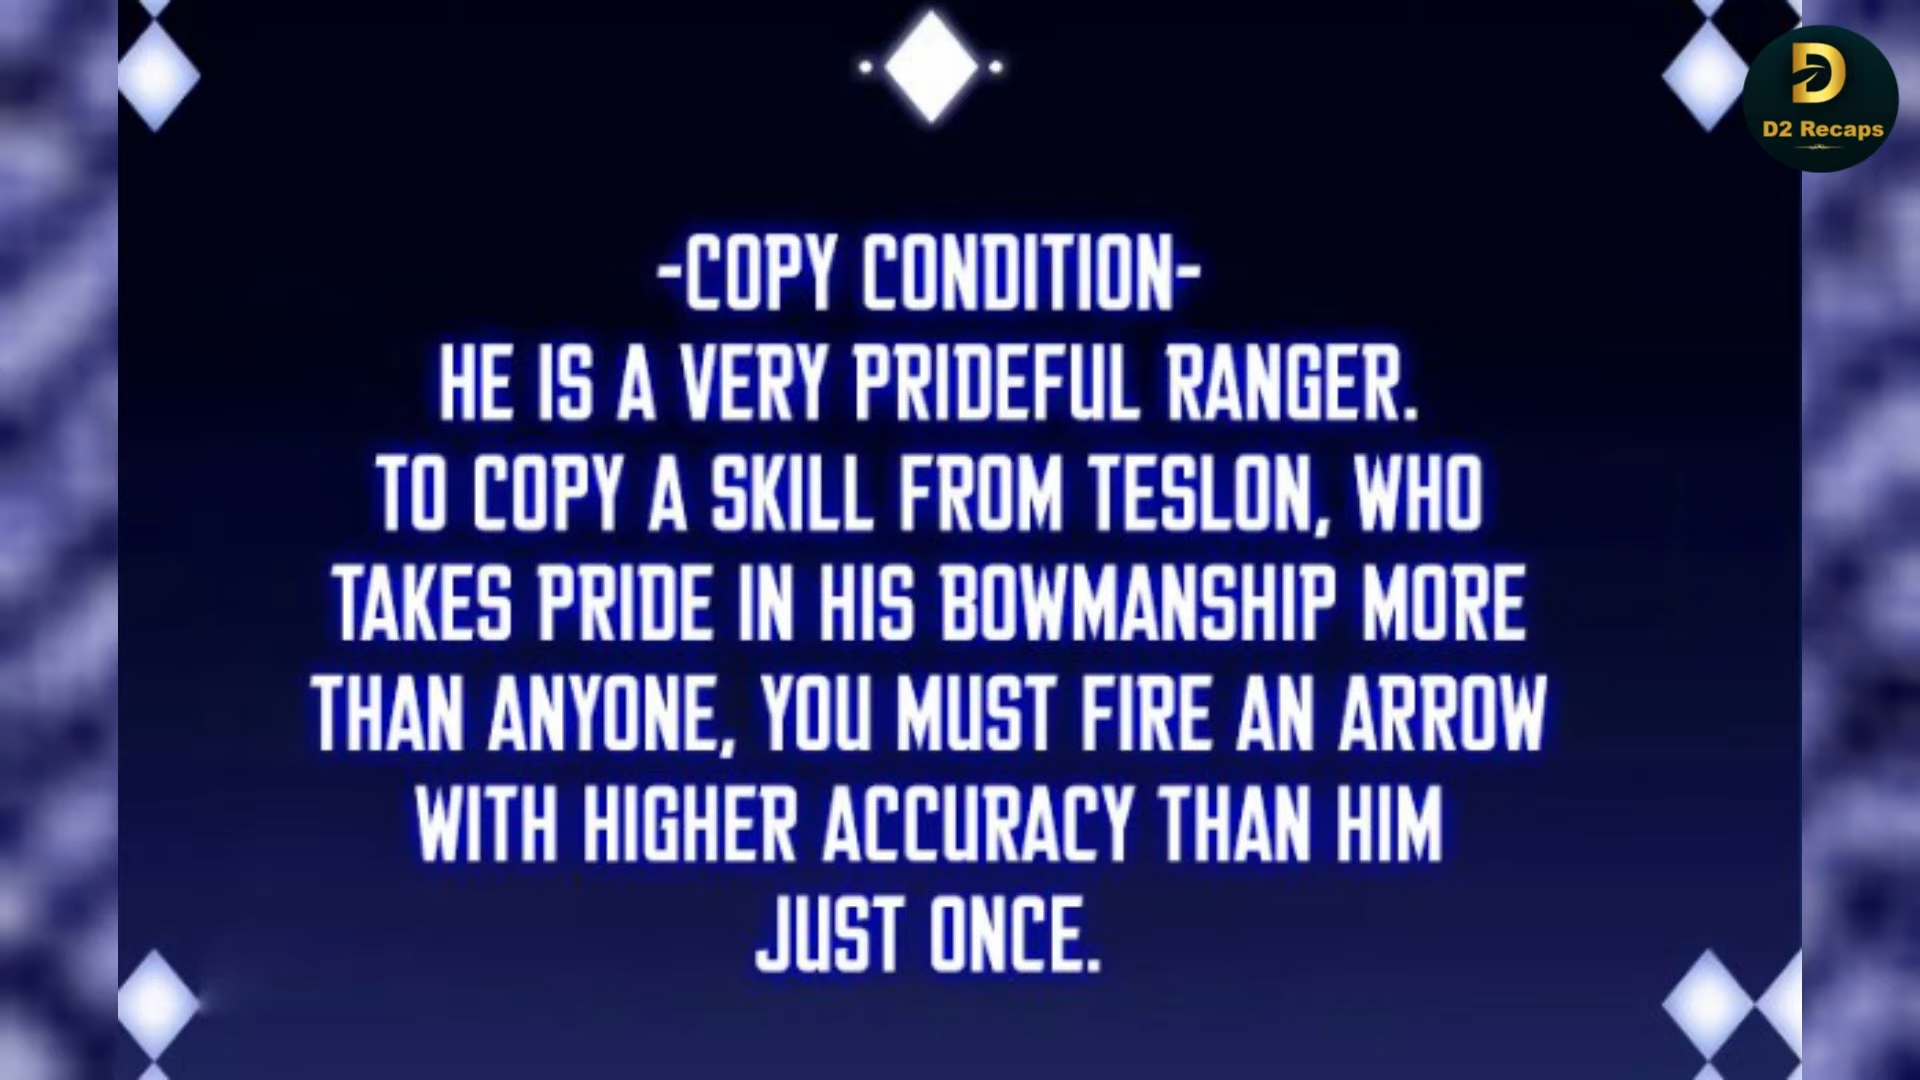 D2 Recaps
-COPY CONDITION-
HE IS A VERY PRIDEFUL RANGER.
TO COPY A SKILL FROM TESLON, WHO
TAKES PRIDE IN HIS BOWMANSHIP MORE
THAN ANYONE, YOU MUST FIRE AN ARROW
WITH HIGHER ACCURACY THAN HIM
JUST ONCE.